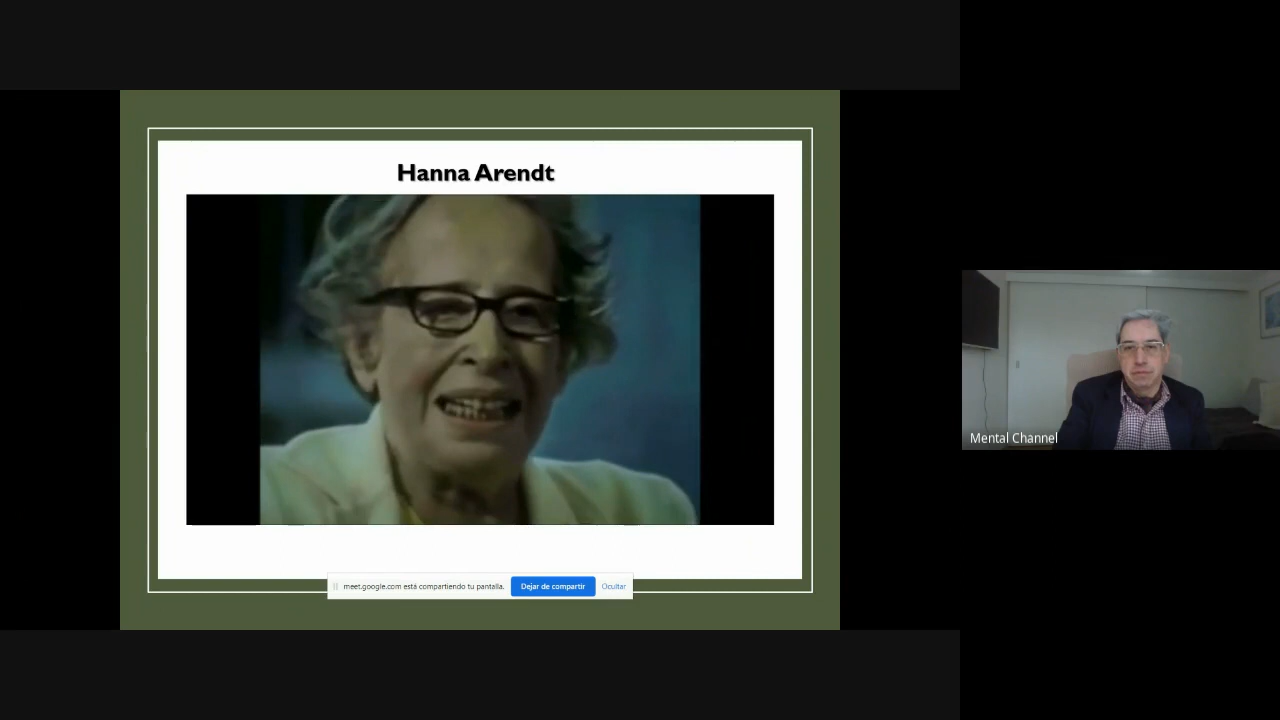 Hanna Arendt
meet.google.com está compartiendo tu pantalla.
Dejar de compartir
Ocultar
Mental Channel